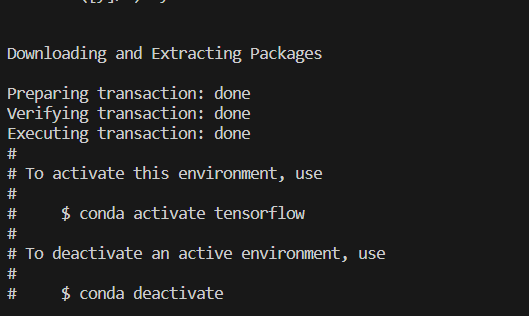 Downloading and Extracting Packages
Preparing transaction: done
Verifying transaction: done
Executing transaction: done
#
# To activate this environment, use
#
#     $ conda activate tensorflow
#
# To deactivate an active environment, use
#
#     $ conda deactivate